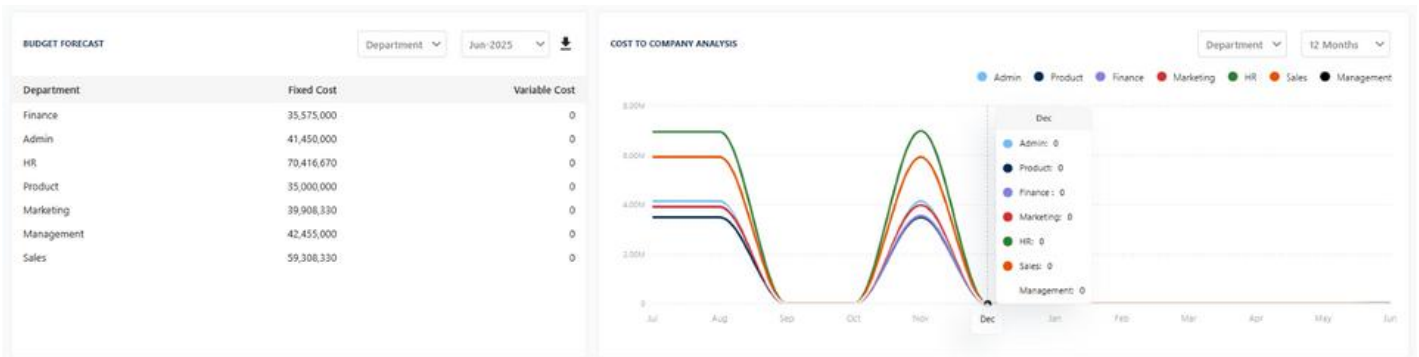 BUDGET FORECAST
Department
Jun-2025
Department Fixed Cost Variable Cost
Finance 35,575,000 0
Admin 41,450,000 0
HR 70,416,670 0
Product 35,000,000 0
Marketing 39,908,330 0
Management 42,455,000 0
Sales 59,308,330 0
COST TO COMPANY ANALYSIS
Department
12 Months
Admin Product Finance Marketing HR Sales Management
8.00M
6.00M
4.00M
2.00M
0
Dec
Admin: 0
Product: 0
Finance : 0
Marketing: 0
HR: 0
Sales: 0
Management: 0
Jul Aug Sep Oct Nov Dec Jan Feb Mar Apr May Jun